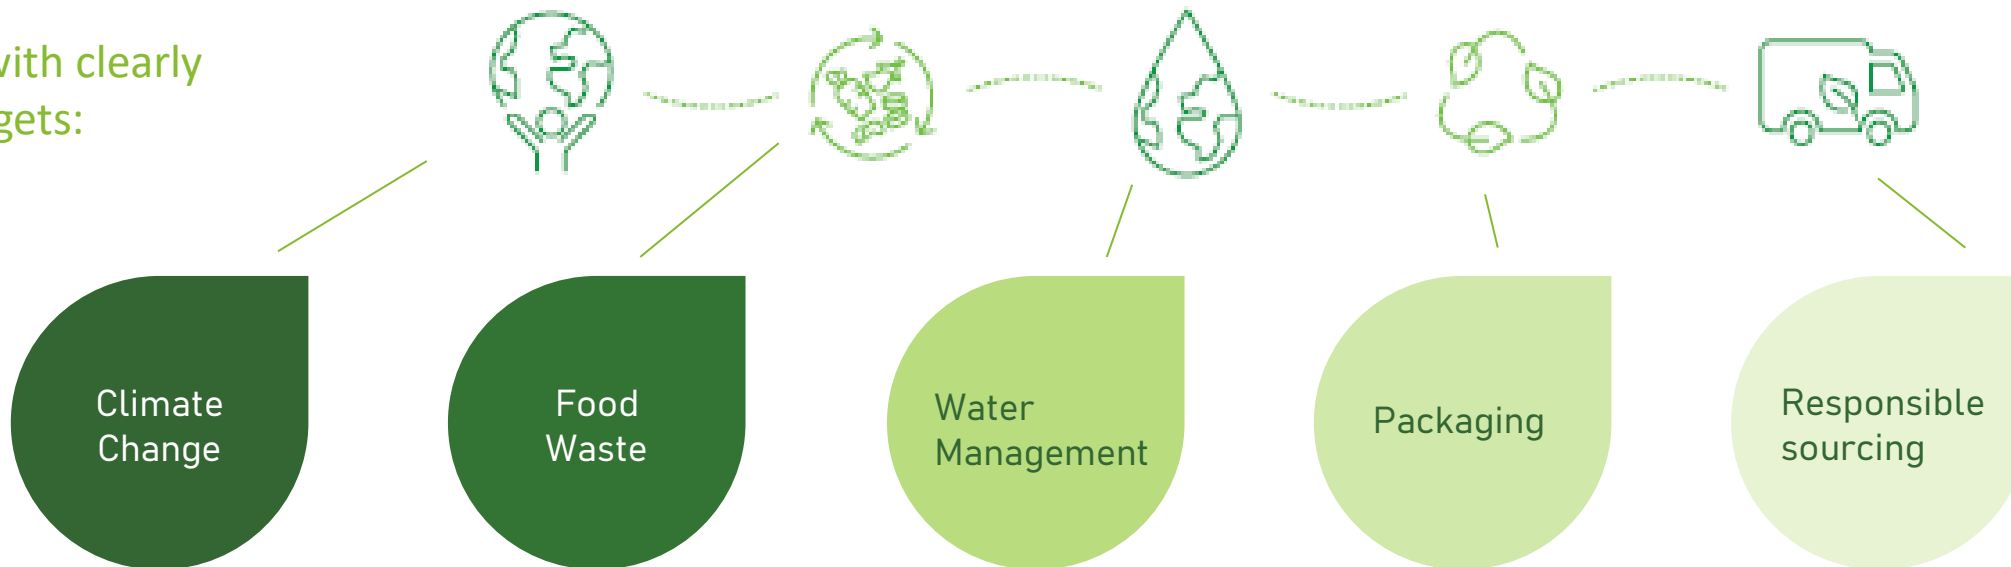 with clearly
gets:
Climate
Change
Food
Waste
Water
Management
Packaging
Responsible
sourcing